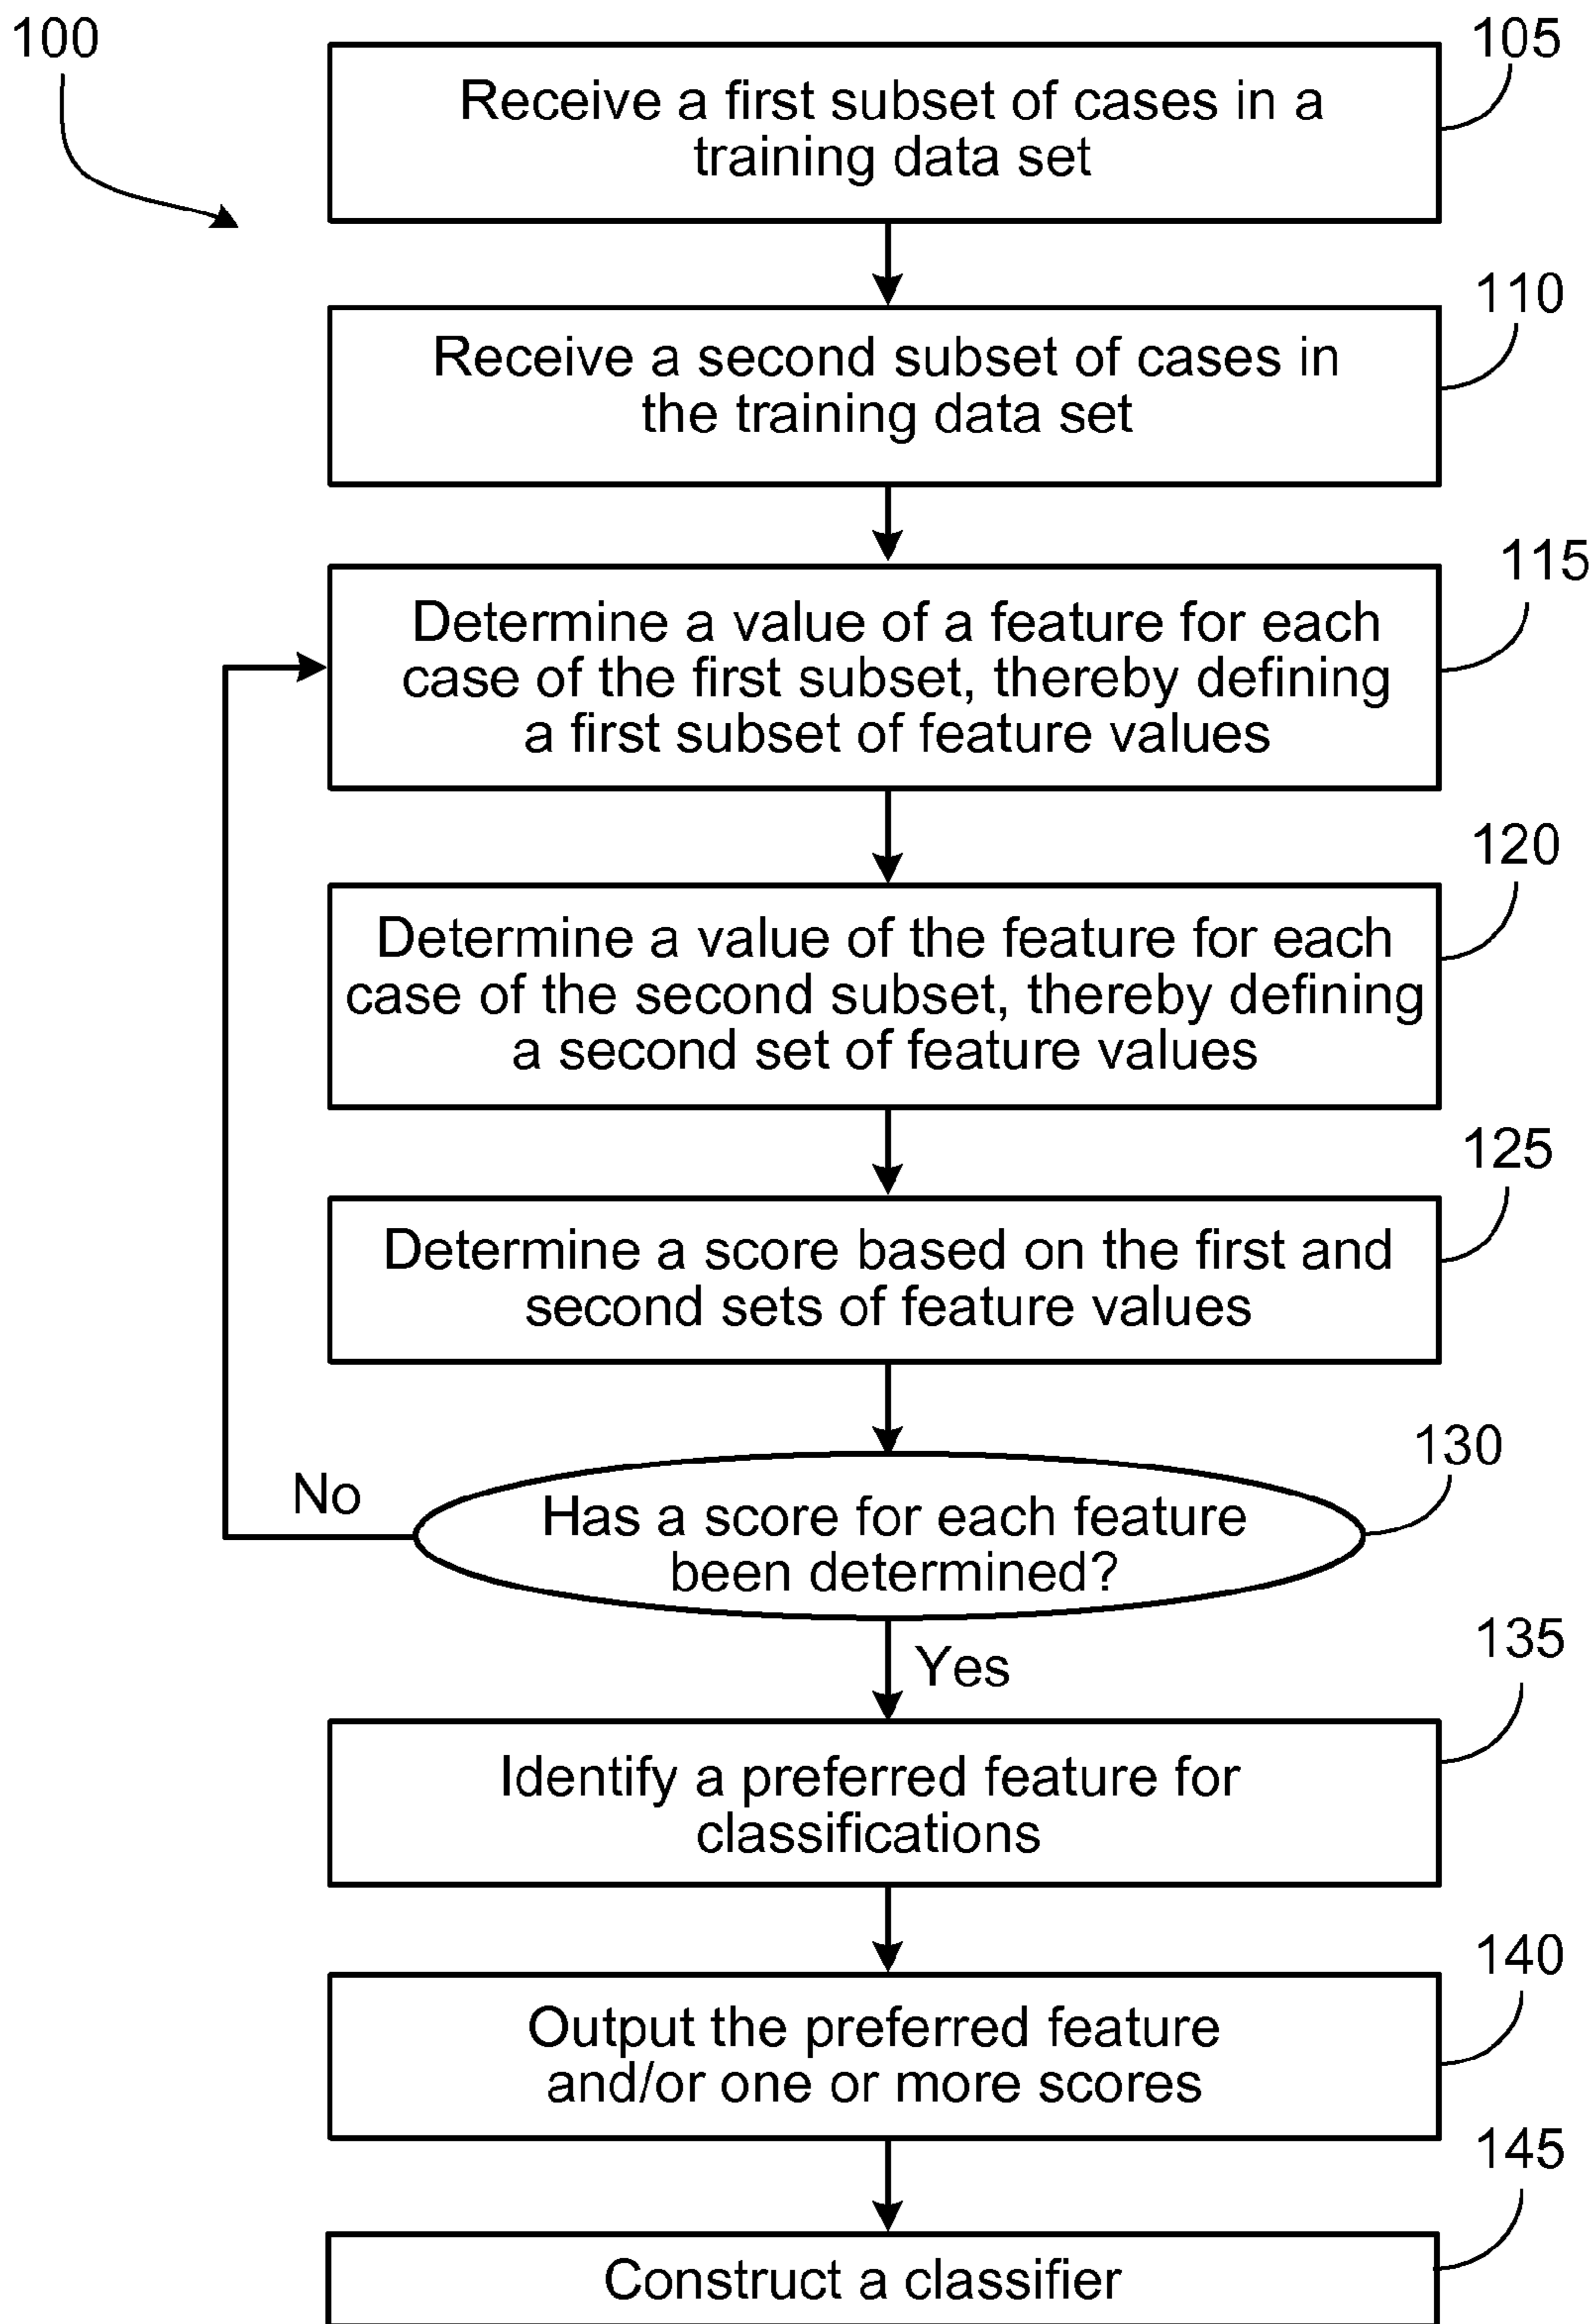 100
105
Receive a first subset of cases in a
training data set
110
Receive a second subset of cases in
the training data set
115
Determine a value of a feature for each
case of the first subset, thereby defining
a first subset of feature values
120
Determine a value of the feature for each
case of the second subset, thereby defining
a second set of feature values
125
Determine a score based on the first and
second sets of feature values
130
No
Has a score for each feature
been determined?
Yes
135
Identify a preferred feature for
classifications
140
Output the preferred feature
and/or one or more scores
145
Construct a classifier